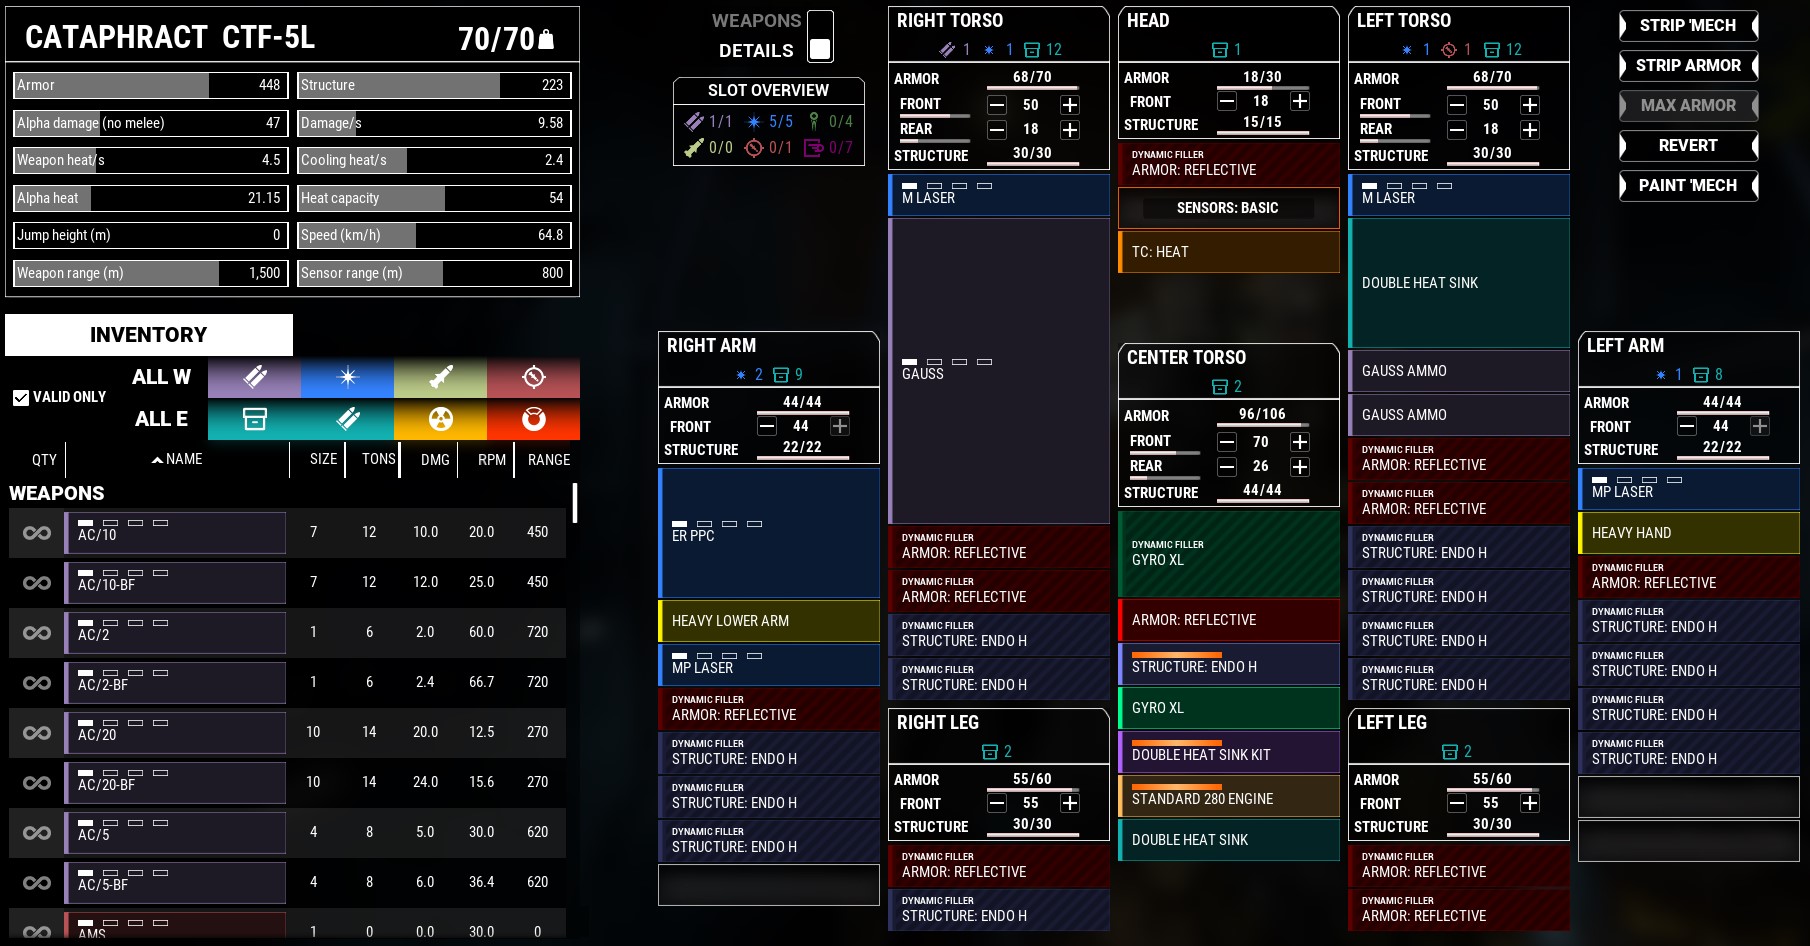 CATAPHRACT CTF-5L
70/70
Armor 448
Structure 223
Alpha damage (no melee) 47
Damage/s 9.58
Weapon heat/s 4.5
Cooling heat/s 2.4
Alpha heat 21.15
Heat capacity 54
Jump height (m) 0
Speed (km/h) 64.8
Weapon range (m) 1,500
Sensor range (m) 800
INVENTORY
ALL W
VALID ONLY
ALL E
QTY NAME SIZE TONS DMG RPM RANGE
WEAPONS
AC/10 7 12 10.0 20.0 450
AC/10-BF 7 12 12.0 25.0 450
AC/2 1 6 2.0 60.0 720
AC/2-BF 1 6 2.4 66.7 720
AC/20 10 14 20.0 12.5 270
AC/20-BF 10 14 24.0 15.6 270
AC/5 4 8 5.0 30.0 620
AC/5-BF 4 8 6.0 36.4 620
AMS 1 0 0.0 30.0 0
WEAPONS
DETAILS
SLOT OVERVIEW
1/1 5/5 0/4
0/0 0/1 0/7
RIGHT ARM
2 9
ARMOR 44/44
FRONT 44
STRUCTURE 22/22
ER PPC
HEAVY LOWER ARM
MP LASER
DYNAMIC FILLER
ARMOR: REFLECTIVE
DYNAMIC FILLER
STRUCTURE: ENDO H
DYNAMIC FILLER
STRUCTURE: ENDO H
DYNAMIC FILLER
STRUCTURE: ENDO H
RIGHT TORSO
1 1 12
ARMOR 68/70
FRONT 50
REAR 18
STRUCTURE 30/30
M LASER
GAUSS
DYNAMIC FILLER
ARMOR: REFLECTIVE
DYNAMIC FILLER
ARMOR: REFLECTIVE
DYNAMIC FILLER
STRUCTURE: ENDO H
DYNAMIC FILLER
STRUCTURE: ENDO H
RIGHT LEG
2
ARMOR 55/60
FRONT 55
STRUCTURE 30/30
DYNAMIC FILLER
ARMOR: REFLECTIVE
DYNAMIC FILLER
STRUCTURE: ENDO H
HEAD
1
ARMOR 18/30
FRONT 18
STRUCTURE 15/15
DYNAMIC FILLER
ARMOR: REFLECTIVE
SENSORS: BASIC
TC: HEAT
CENTER TORSO
2
ARMOR 96/106
FRONT 70
REAR 26
STRUCTURE 44/44
DYNAMIC FILLER
GYRO XL
ARMOR: REFLECTIVE
STRUCTURE: ENDO H
GYRO XL
DOUBLE HEAT SINK KIT
STANDARD 280 ENGINE
DOUBLE HEAT SINK
LEFT TORSO
1 1 12
ARMOR 68/70
FRONT 50
REAR 18
STRUCTURE 30/30
M LASER
DOUBLE HEAT SINK
GAUSS AMMO
GAUSS AMMO
DYNAMIC FILLER
ARMOR: REFLECTIVE
DYNAMIC FILLER
ARMOR: REFLECTIVE
DYNAMIC FILLER
STRUCTURE: ENDO H
DYNAMIC FILLER
STRUCTURE: ENDO H
DYNAMIC FILLER
STRUCTURE: ENDO H
DYNAMIC FILLER
STRUCTURE: ENDO H
LEFT LEG
2
ARMOR 55/60
FRONT 55
STRUCTURE 30/30
DYNAMIC FILLER
ARMOR: REFLECTIVE
DYNAMIC FILLER
ARMOR: REFLECTIVE
LEFT ARM
1 8
ARMOR 44/44
FRONT 44
STRUCTURE 22/22
MP LASER
HEAVY HAND
DYNAMIC FILLER
ARMOR: REFLECTIVE
DYNAMIC FILLER
STRUCTURE: ENDO H
DYNAMIC FILLER
STRUCTURE: ENDO H
DYNAMIC FILLER
STRUCTURE: ENDO H
DYNAMIC FILLER
STRUCTURE: ENDO H
STRIP 'MECH
STRIP ARMOR
MAX ARMOR
REVERT
PAINT 'MECH